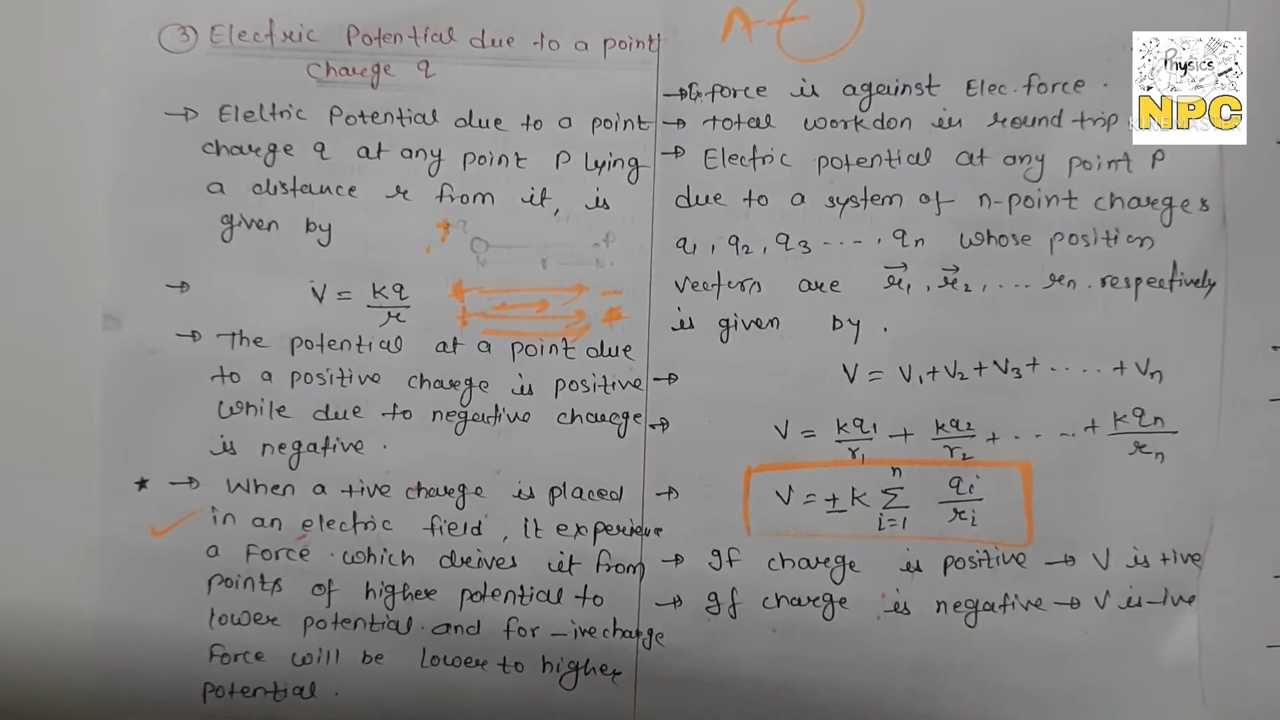 ③ Electric Potential due to a point
charge q
→ Eleltric Potential due to a point
charge q at any point P lying
a distance r from it, is
given by
→ V = kq/r
→ The potential at a point due
to a positive charge is positive
while due to negative charge
is negative.
* → When a +ive charge is placed
in an electric field, it experience
a Force which drives it from
points of higher potential to
lower potential. and for -ive charge
Force will be lower to higher
potential.
A+
→ G. force is against Elec. force.
→ total workdon in round trip
→ Electric potential at any point P
due to a system of n-point charges
q1, q2, q3 ...., qn whose position
vectors are r⃗1, r⃗2, ... rn. respectively
is given by.
→ V = V1+V2+V3+.....+Vn
→ V = kq1/r1 + kq2/r2 + ..... + kqn/rn
→ V = ± K Σ i=1 n qi/ri
→ If charge is positive → V is +ive
→ If charge is negative → V is -ive
Physics
NPC